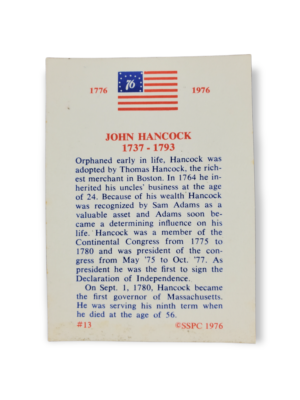 76
1776 1976
JOHN HANCOCK
1737 - 1793
Orphaned early in life, Hancock was
adopted by Thomas Hancock, the rich-
est merchant in Boston. In 1764 he in-
herited his uncles' business at the age
of 24. Because of his wealth Hancock
was recognized by Sam Adams as a
valuable asset and Adams soon be-
came a determining influence on his
life. Hancock was a member of the
Continental Congress from 1775 to
1780 and was president of the con-
gress from May '75 to Oct. '77. As
president he was the first to sign the
Declaration of Independence.
On Sept. 1, 1780, Hancock became
the first governor of Massachusetts.
He was serving his ninth term when
he died at the age of 56.
#13 ©SSPC 1976